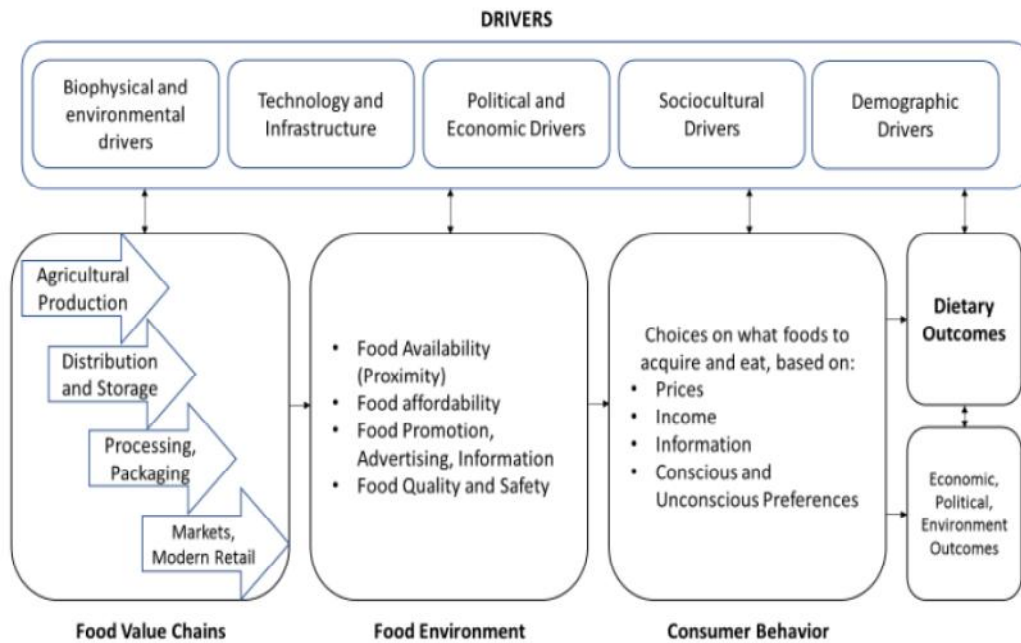 DRIVERS
Biophysical and
environmental
drivers
Technology and
Infrastructure
Political and
Economic Drivers
Sociocultural
Drivers
Demographic
Drivers
Agricultural
Production
Distribution
and Storage
Processing,
Packaging
Markets,
Modern Retail
• Food Availability
(Proximity)
• Food affordability
• Food Promotion,
Advertising, Information
• Food Quality and Safety
Choices on what foods to
acquire and eat, based on:
• Prices
• Income
• Information
• Conscious and
Unconscious Preferences
Dietary
Outcomes
Economic,
Political,
Environment
Outcomes
Food Value Chains
Food Environment
Consumer Behavior